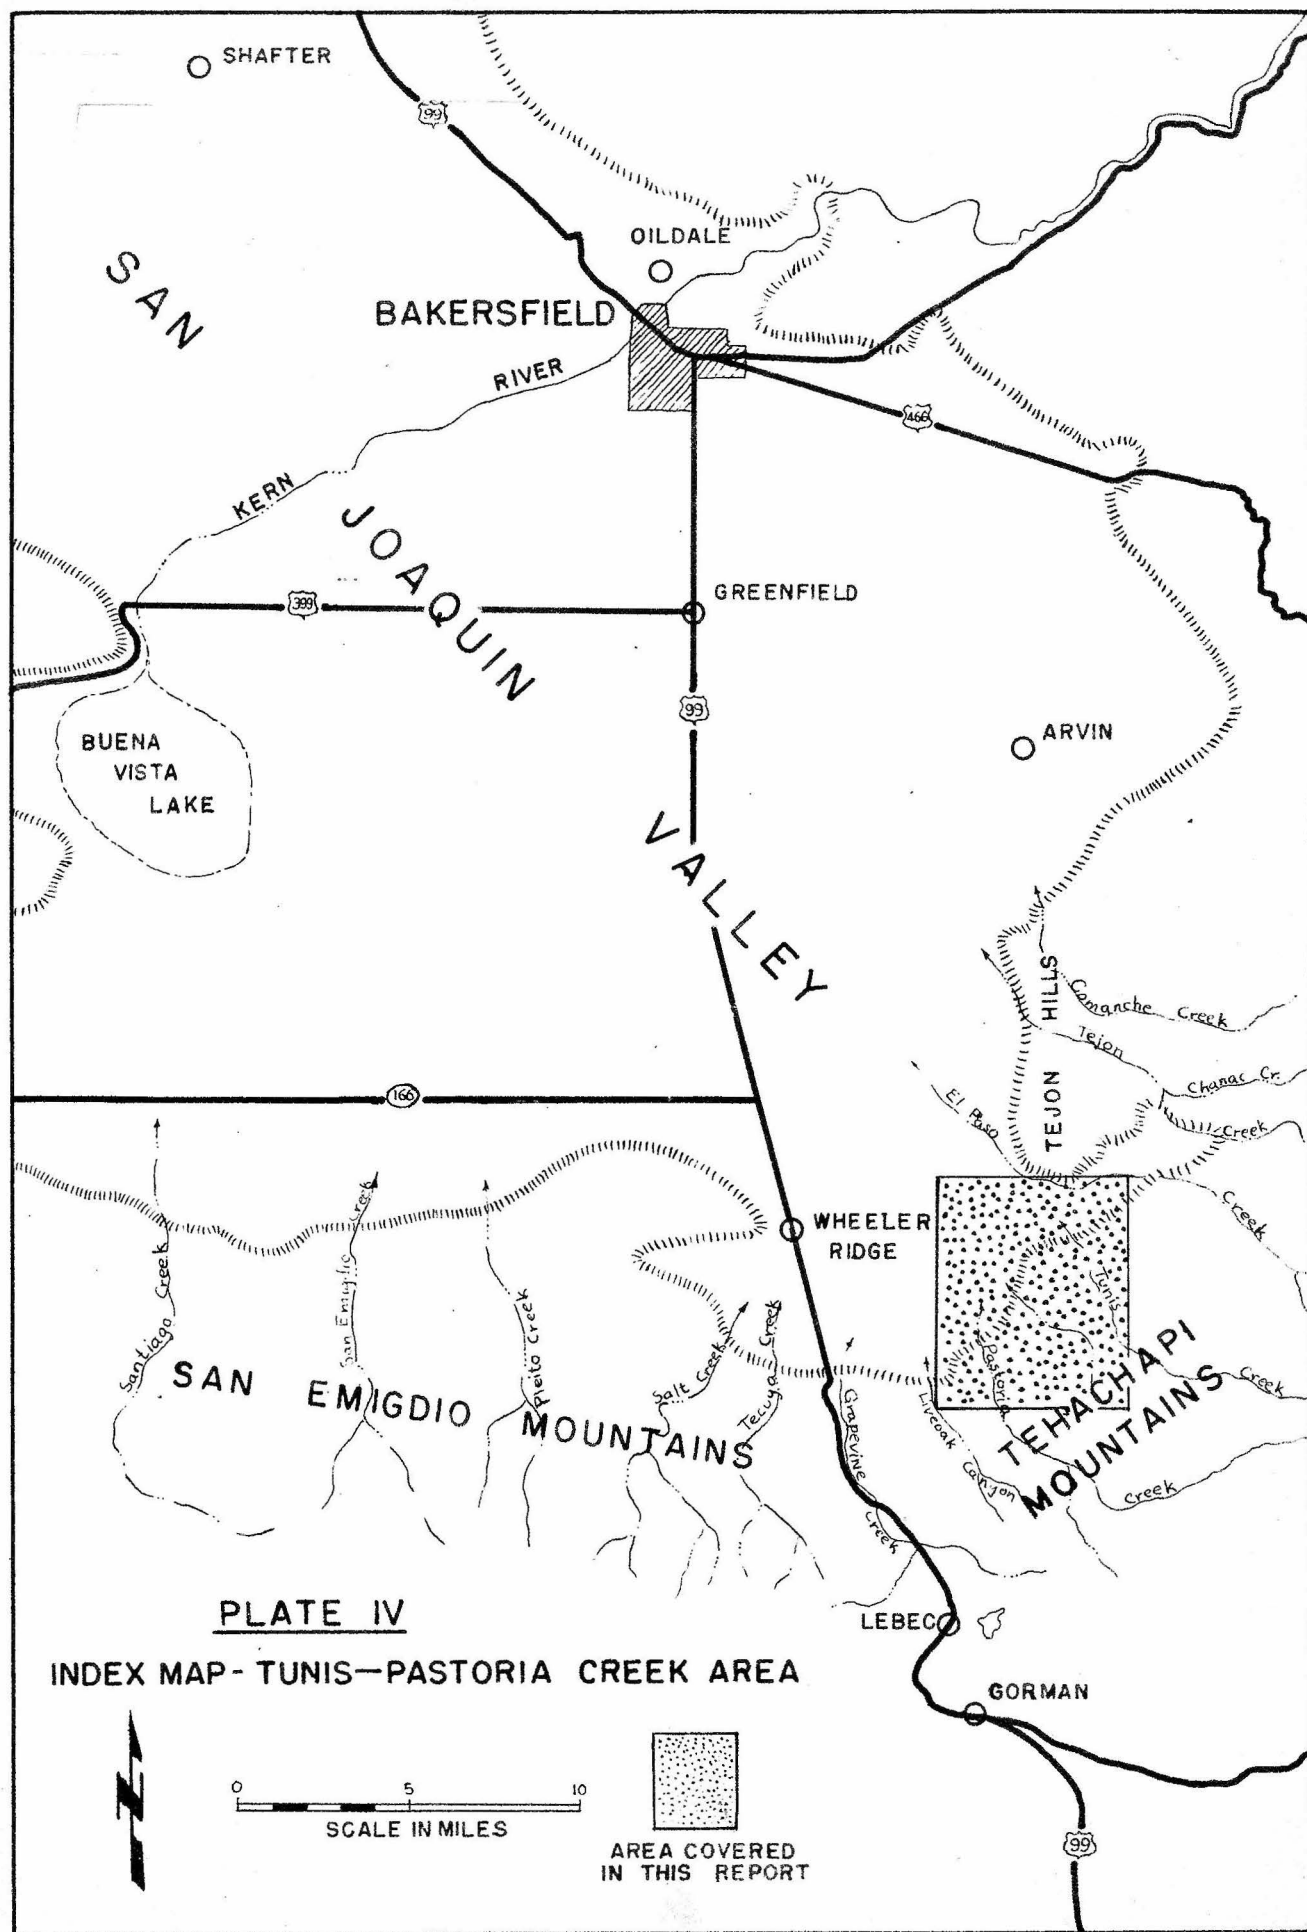 SHAFTER
99
OILDALE
SAN
BAKERSFIELD
RIVER
466
KERN
JOAQUIN
399
GREENFIELD
99
ARVIN
BUENA
VISTA
LAKE
VALLEY
TEJON HILLS
Comanche Creek
Tejon
Chanac Cr.
166
El Paso
Creek
Creek
WHEELER
RIDGE
Santiago Creek
San Emiglio Creek
Pleito Creek
Salt Creek
Tecuya Creek
Tunis
Creek
Pastoria
Creek
Grapevine
Creek
Liveoak
Canyon
SAN EMIGDIO MOUNTAINS
TEHACHAPI
MOUNTAINS
PLATE IV
LEBEC
INDEX MAP - TUNIS—PASTORIA CREEK AREA
GORMAN
N
0 5 10
SCALE IN MILES
99
AREA COVERED
IN THIS REPORT